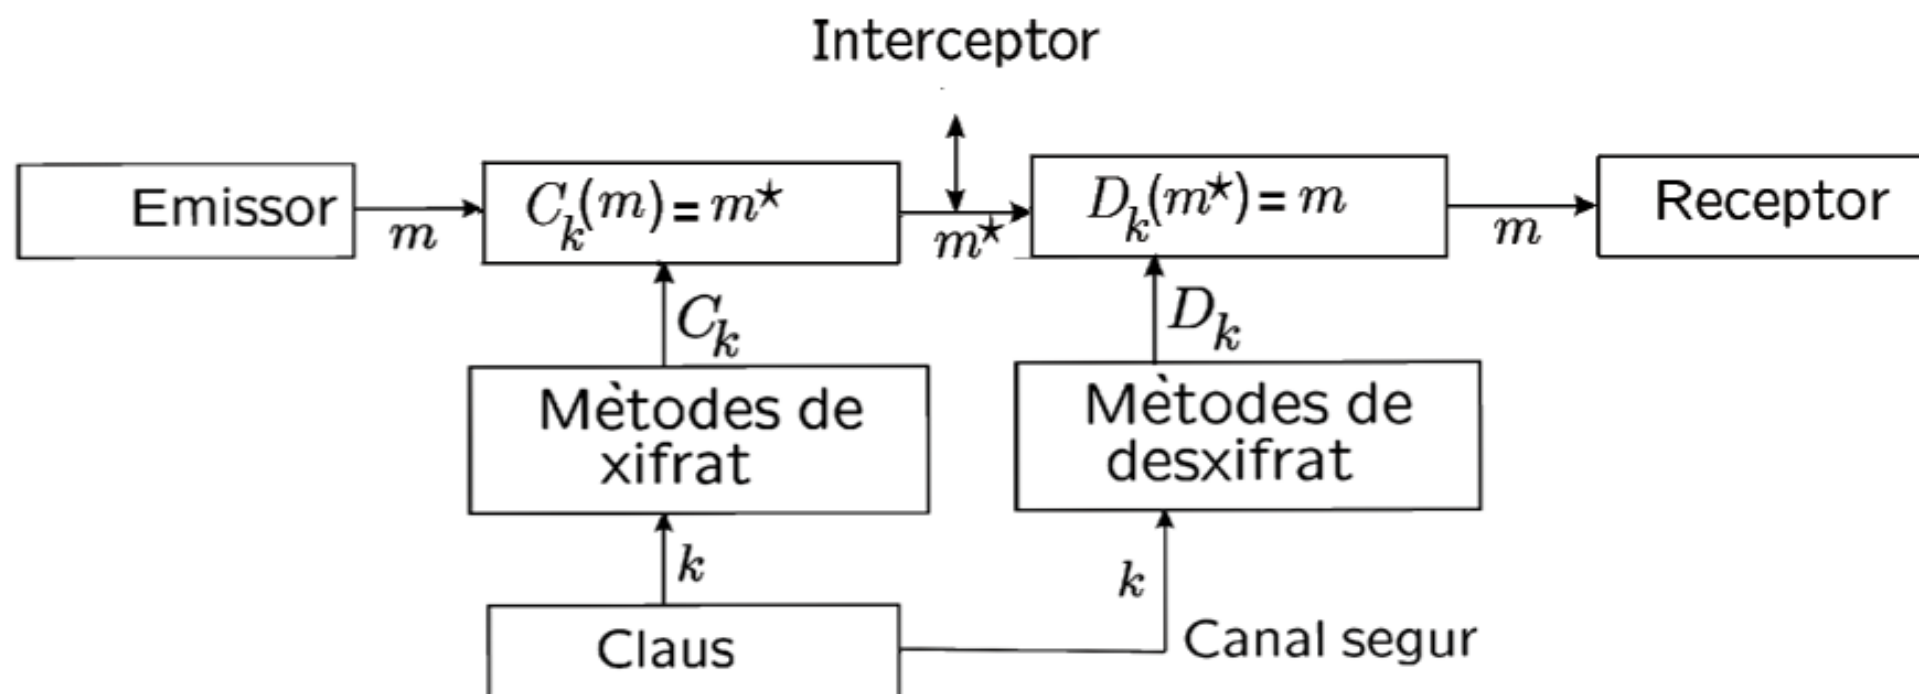 Interceptor
Emissor
m
C_k(m) = m^⋆
m^⋆
D_k(m^⋆) = m
m
Receptor
C_k
D_k
Mètodes de
xifrat
Mètodes de
desxifrat
k
k
Claus
Canal segur